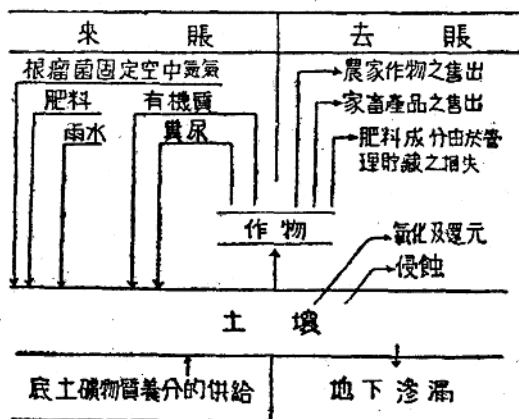 來 賬
去 賬
根瘤菌固定空中氮氣
肥料
有機質
雨水
糞尿
農家作物之售出
家畜產品之售出
肥料成分由於管
理貯藏之損失
作物
氧化及還元
侵蝕
土壤
底土礦物質養分的供給
地下滲漏